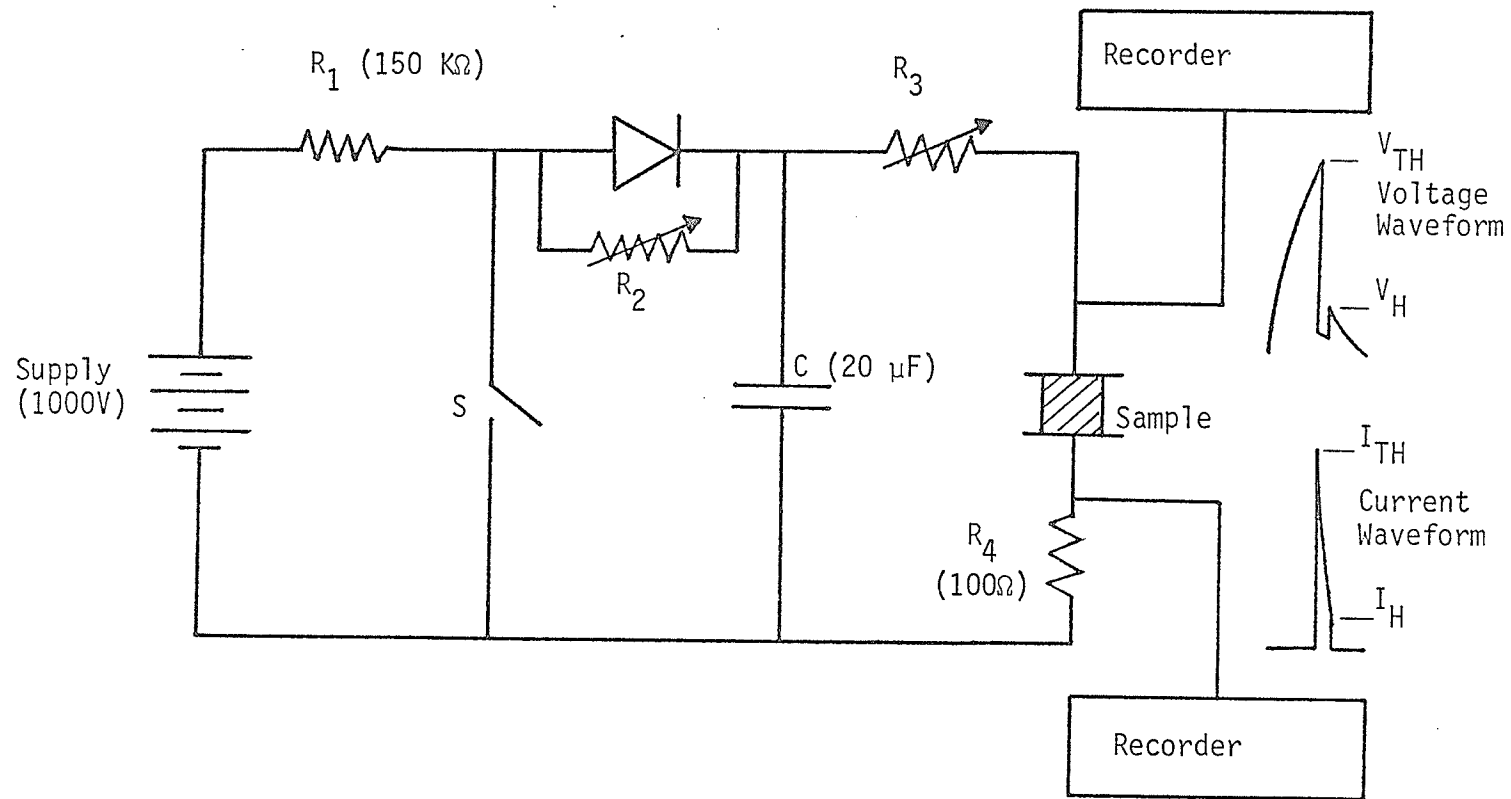 Recorder
R1 (150 KΩ)
R3
VTH
Voltage
Waveform
R2
VH
Supply
(1000V)
C (20 μF)
S
Sample
ITH
Current
Waveform
R4
(100Ω)
IH
Recorder